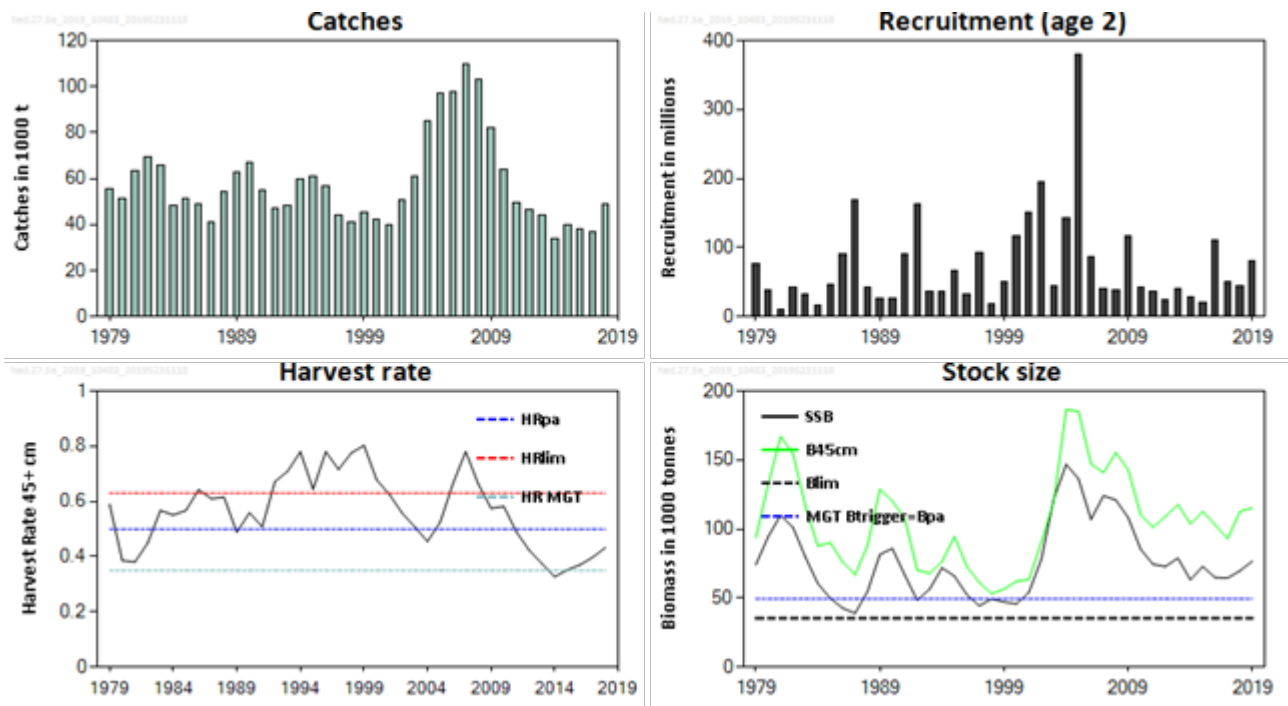 Catches
120
100
80
60
40
20
0
Catches in 1000 t
1979 1989 1999 2009 2019
Recruitment (age 2)
400
300
200
100
0
Recruitment in millions
1979 1989 1999 2009 2019
Harvest rate
1
0.8
0.6
0.4
0.2
0
Harvest Rate 45+ cm
HRpa
HRlim
HR MGT
1979 1984 1989 1994 1999 2004 2009 2014 2019
Stock size
200
150
100
50
0
Biomass in 1000 tonnes
SSB
B45cm
Blim
MGT Btrigger=Bpa
1979 1989 1999 2009 2019